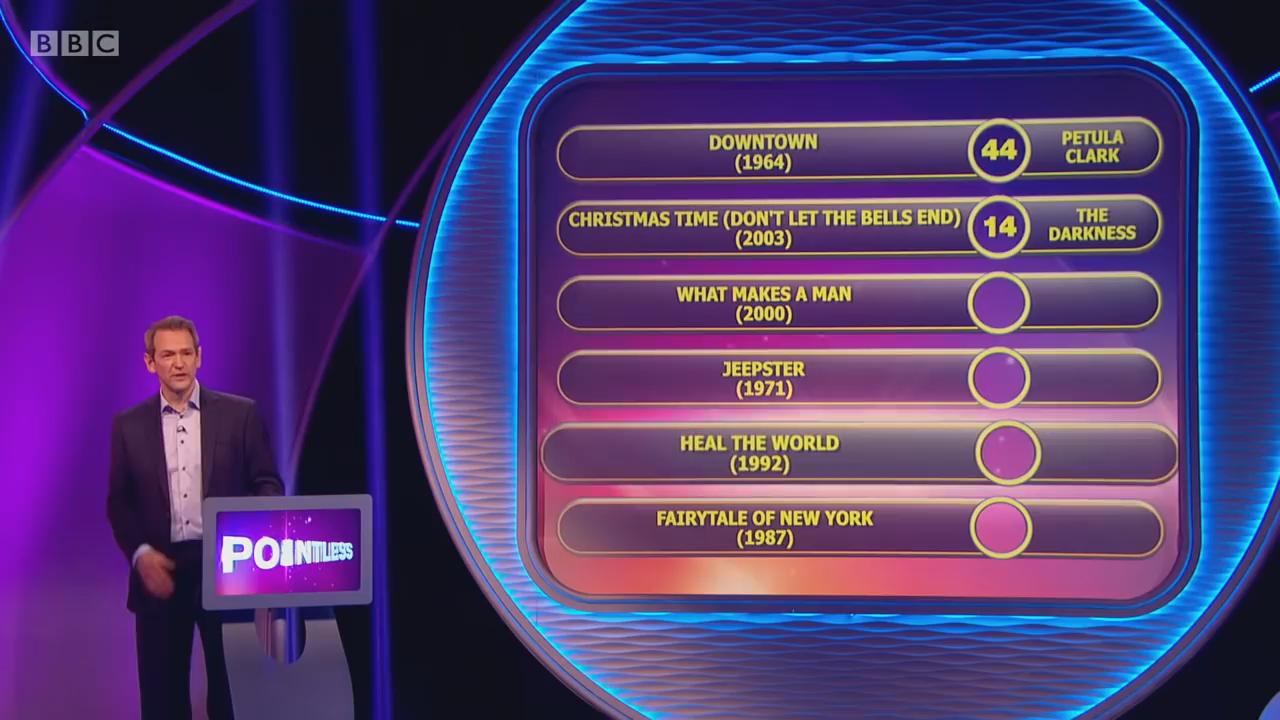 BBC
DOWNTOWN
(1964)
44
PETULA
CLARK
CHRISTMAS TIME (DON'T LET THE BELLS END)
(2003)
14
THE
DARKNESS
WHAT MAKES A MAN
(2000)
JEEPSTER
(1971)
HEAL THE WORLD
(1992)
FAIRYTALE OF NEW YORK
(1987)
POINTLESS